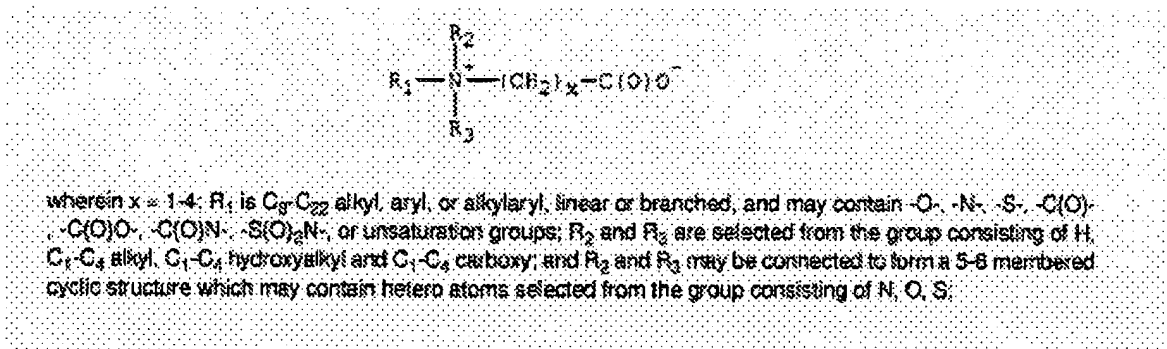 R2
R1—N+—(CH2)x—C(O)O-
R3
wherein x = 1-4; R1 is C8-C22 alkyl, aryl, or alkylaryl, linear or branched, and may contain -O-, -N-, -S-, -C(O)-
, -C(O)O-, -C(O)N-, -S(O)2N-, or unsaturation groups; R2 and R3 are selected from the group consisting of H,
C1-C4 alkyl, C1-C4 hydroxyalkyl and C1-C4 carboxy; and R2 and R3 may be connected to form a 5-6 membered
cyclic structure which may contain hetero atoms selected from the group consisting of N, O, S;